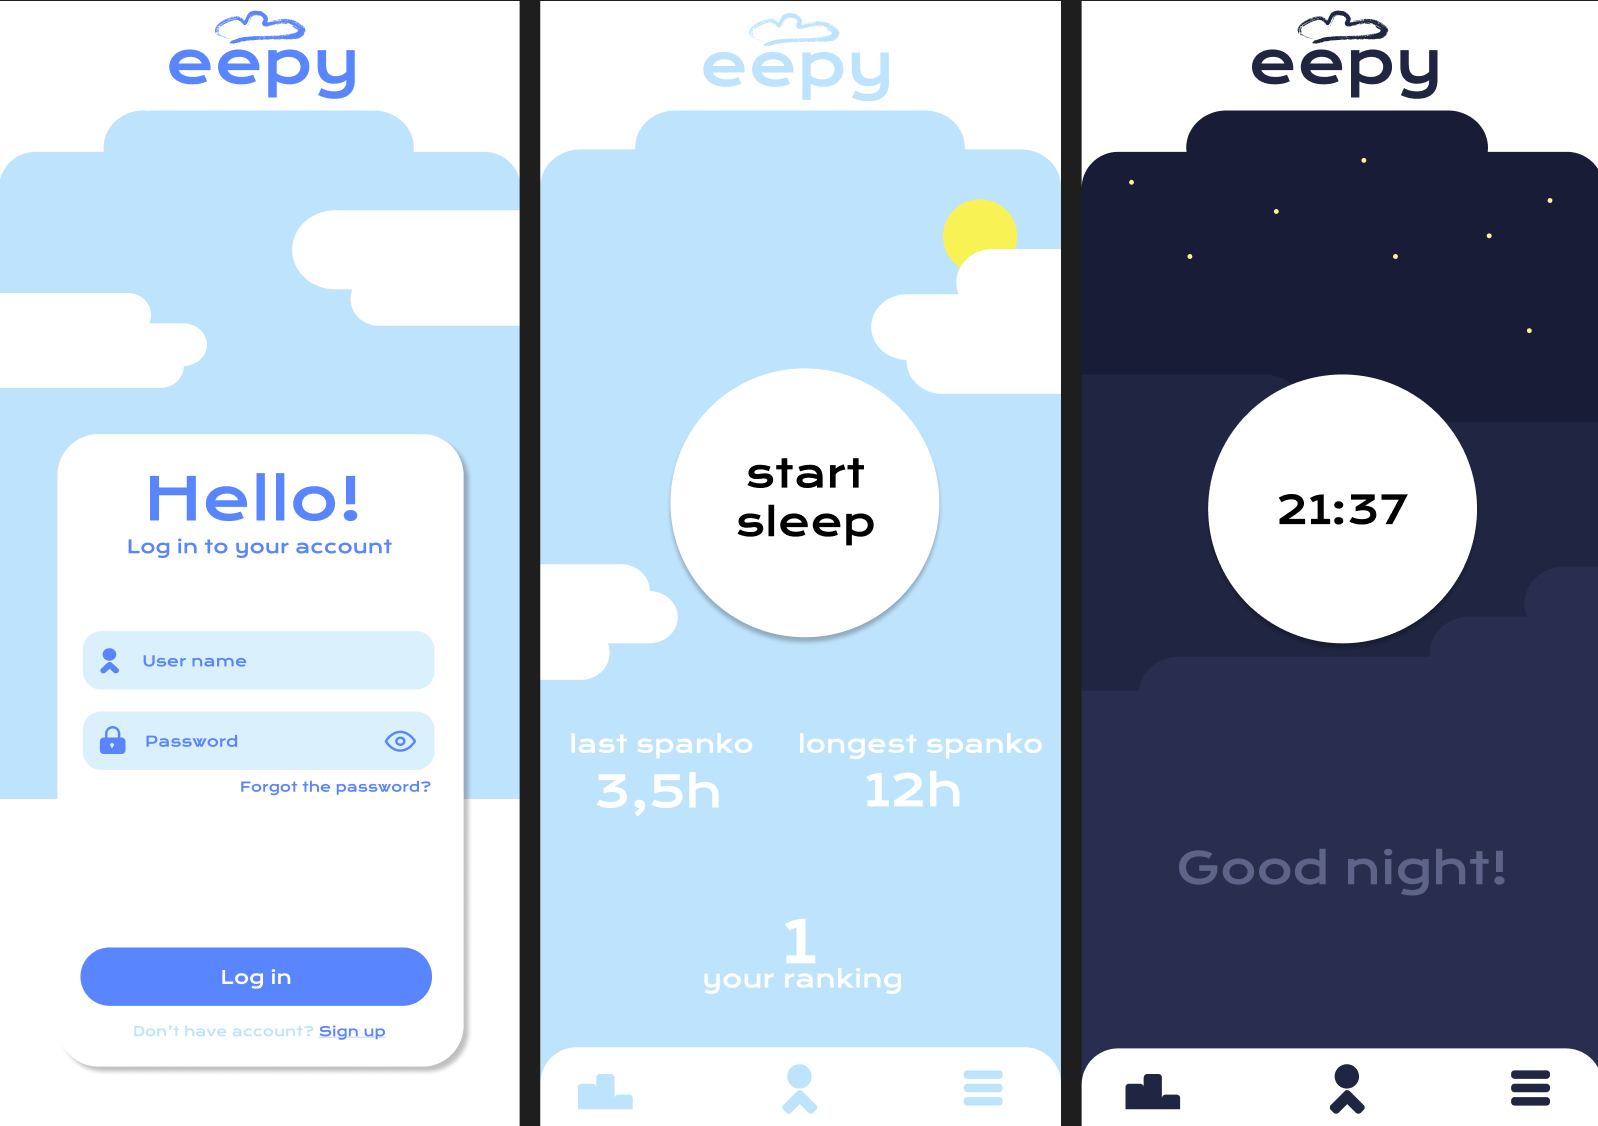 eepy
Hello!
Log in to your account
User name
Password
Forgot the password?
Log in
Don't have account? Sign up
eepy
start
sleep
last spanko
3,5h
longest spanko
12h
1
your ranking
eepy
21:37
Good night!